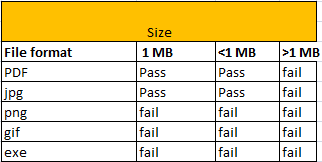 Size
File format 1 MB <1 MB >1 MB
PDF Pass Pass fail
jpg Pass Pass fail
png fail fail fail
gif fail fail fail
exe fail fail fail